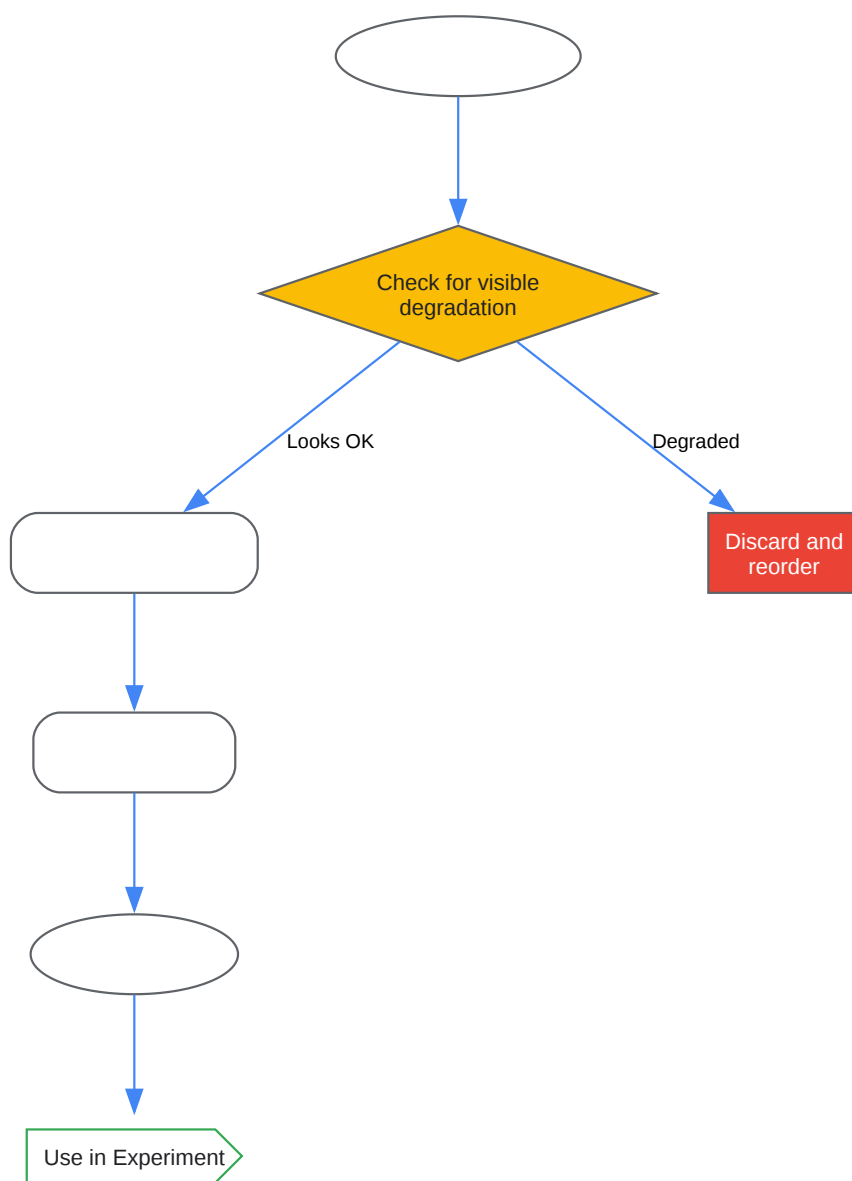 Check for visible
degradation
Looks OK
Degraded
Discard and
reorder
Use in Experiment